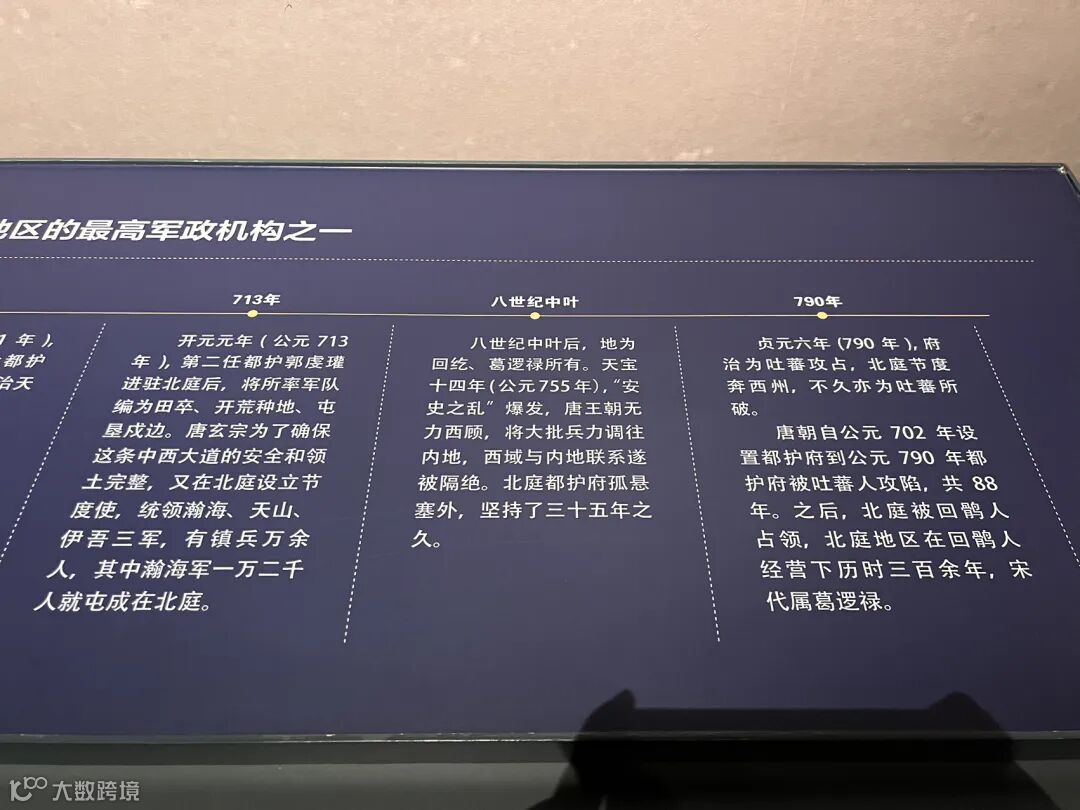 地区的最高军政机构之一
1 年），
都护
治天
713年
开元元年（公元 713
年），第二任都护郭虔瓘
进驻北庭后，将所率军队
编为田卒、开荒种地、屯
垦戍边。唐玄宗为了确保
这条中西大道的安全和领
土完整，又在北庭设立节
度使，统领瀚海、天山、
伊吾三军，有镇兵万余
人，其中瀚海军一万二千
人就屯成在北庭。
八世纪中叶
八世纪中叶后，地为
回纥、葛逻禄所有。天宝
十四年（公元755年），“安
史之乱”爆发，唐王朝无
力西顾，将大批兵力调往
内地，西域与内地联系遂
被隔绝。北庭都护府孤悬
塞外，坚持了三十五年之
久。
790年
贞元六年（790 年），府
治为吐蕃攻占，北庭节度
奔西州，不久亦为吐蕃所
破。
唐朝自公元 702 年设
置都护府到公元 790 年都
护府被吐蕃人攻陷，共 88
年。之后，北庭被回鹘人
占领，北庭地区在回鹘人
经营下历时三百余年，宋
代属葛逻禄。
大数跨境